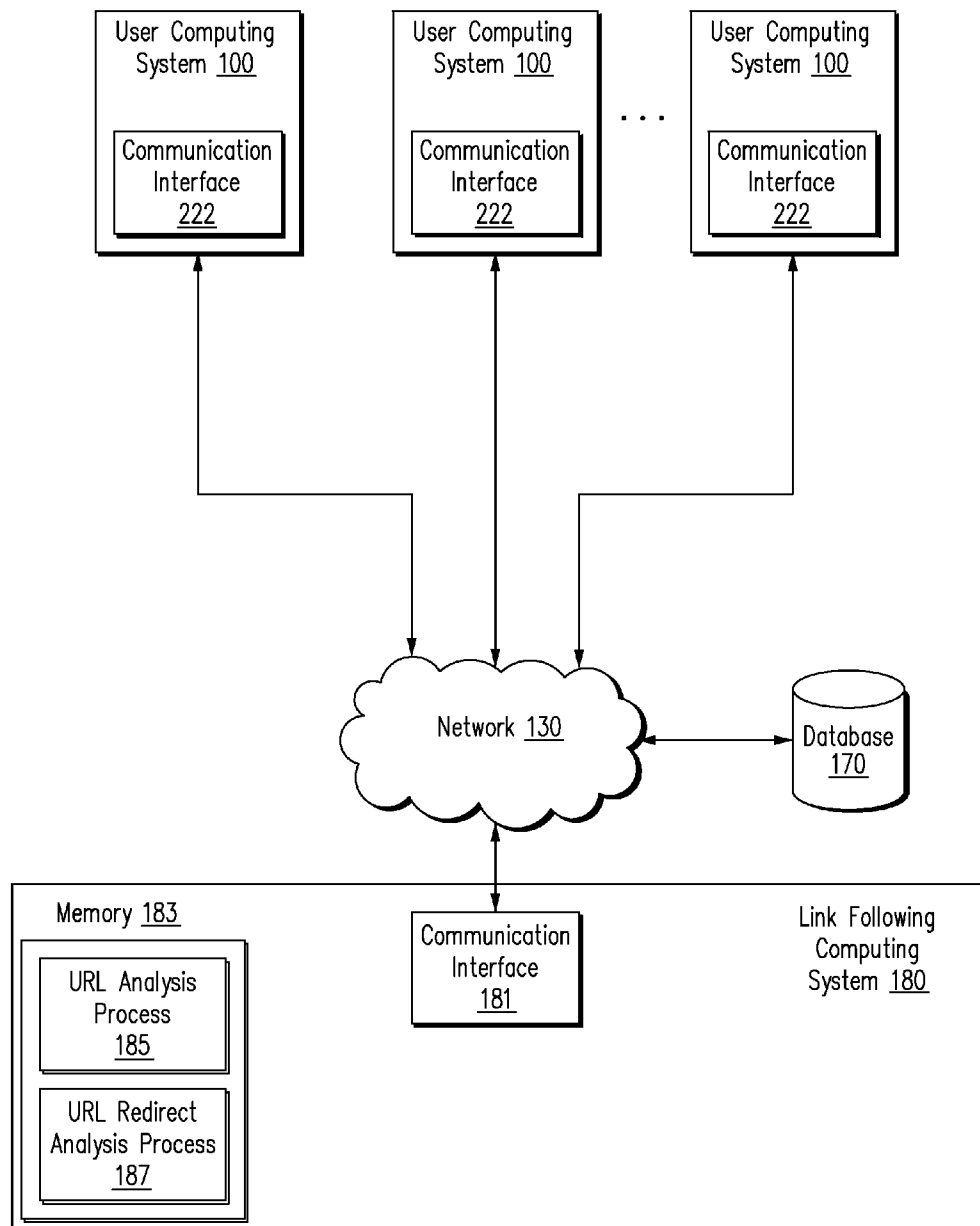 User Computing
System 100
Communication
Interface
222
User Computing
System 100
Communication
Interface
222
. . .
User Computing
System 100
Communication
Interface
222
Network 130
Database
170
Memory 183
URL Analysis
Process
185
URL Redirect
Analysis Process
187
Communication
Interface
181
Link Following
Computing
System 180